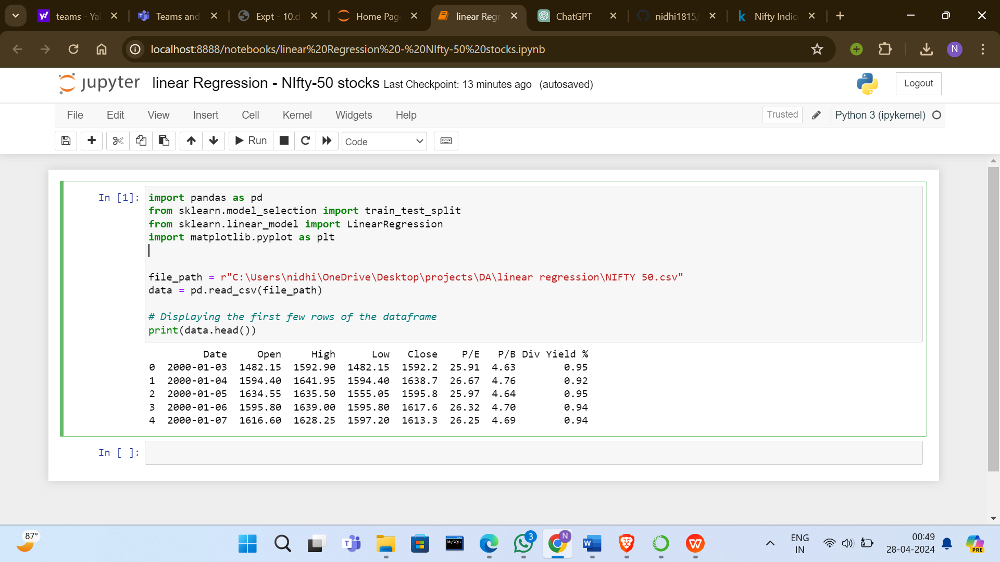 teams - Ya
Teams and
Expt - 10.d
Home Pag
linear Regr
ChatGPT
nidhi1815/
Nifty Indic
localhost:8888/notebooks/linear%20Regression%20-%20NIfty-50%20stocks.ipynb
N
jupyter linear Regression - NIfty-50 stocks Last Checkpoint: 13 minutes ago (autosaved)
Logout
File Edit View Insert Cell Kernel Widgets Help
Trusted
Python 3 (ipykernel)
Run
Code
In [1]:
import pandas as pd
from sklearn.model_selection import train_test_split
from sklearn.linear_model import LinearRegression
import matplotlib.pyplot as plt
file_path = r"C:\Users\nidhi\OneDrive\Desktop\projects\DA\linear regression\NIFTY 50.csv"
data = pd.read_csv(file_path)
# Displaying the first few rows of the dataframe
print(data.head())
Date Open High Low Close P/E P/B Div Yield %
0 2000-01-03 1482.15 1592.90 1482.15 1592.2 25.91 4.63 0.95
1 2000-01-04 1594.40 1641.95 1594.40 1638.7 26.67 4.76 0.92
2 2000-01-05 1634.55 1635.50 1555.05 1595.8 25.97 4.64 0.95
3 2000-01-06 1595.80 1639.00 1595.80 1617.6 26.32 4.70 0.94
4 2000-01-07 1616.60 1628.25 1597.20 1613.3 26.25 4.69 0.94
In [ ]:
87°
MySQL
3
N
W
PRE
ENG
IN
00:49
28-04-2024